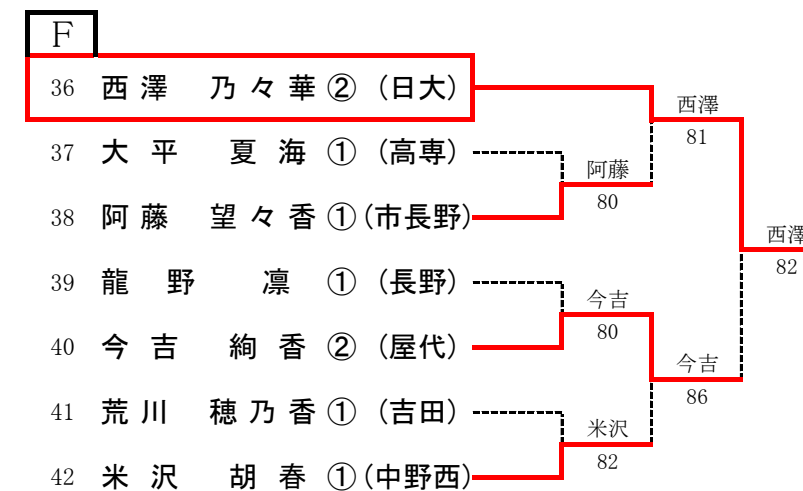 F
36 西澤 乃々華 ② (日大)
西澤
81
37 大平 夏海 ① (高専)
阿藤
80
38 阿藤 望々香 ① (市長野)
西澤
82
39 龍野 凛 ① (長野)
今吉
80
40 今吉 絢香 ② (屋代)
今吉
86
41 荒川 穂乃香 ① (吉田)
米沢
82
42 米沢 胡春 ① (中野西)